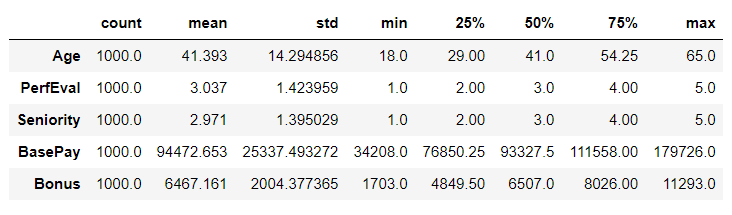 count mean std min 25% 50% 75% max
Age 1000.0 41.393 14.294856 18.0 29.00 41.0 54.25 65.0
PerfEval 1000.0 3.037 1.423959 1.0 2.00 3.0 4.00 5.0
Seniority 1000.0 2.971 1.395029 1.0 2.00 3.0 4.00 5.0
BasePay 1000.0 94472.653 25337.493272 34208.0 76850.25 93327.5 111558.00 179726.0
Bonus 1000.0 6467.161 2004.377365 1703.0 4849.50 6507.0 8026.00 11293.0